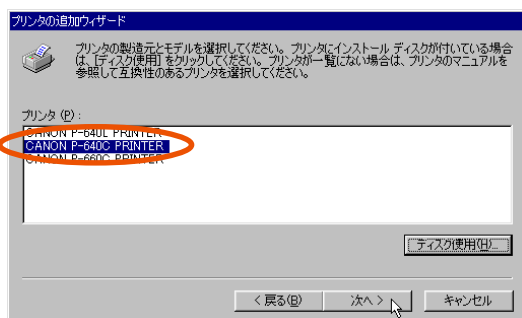 プリンタの追加ウィザード
プリンタの製造元とモデルを選択してください。プリンタにインストール ディスクが付いている場合
は、[ディスク使用] をクリックしてください。プリンタが一覧にない場合は、プリンタのマニュアルを
参照して互換性のあるプリンタを選択してください。
プリンタ (P) :
CANON P-640L PRINTER
CANON P-640C PRINTER
CANON P-660C PRINTER
ディスク使用(H)...
< 戻る(B)
次へ >
キャンセル